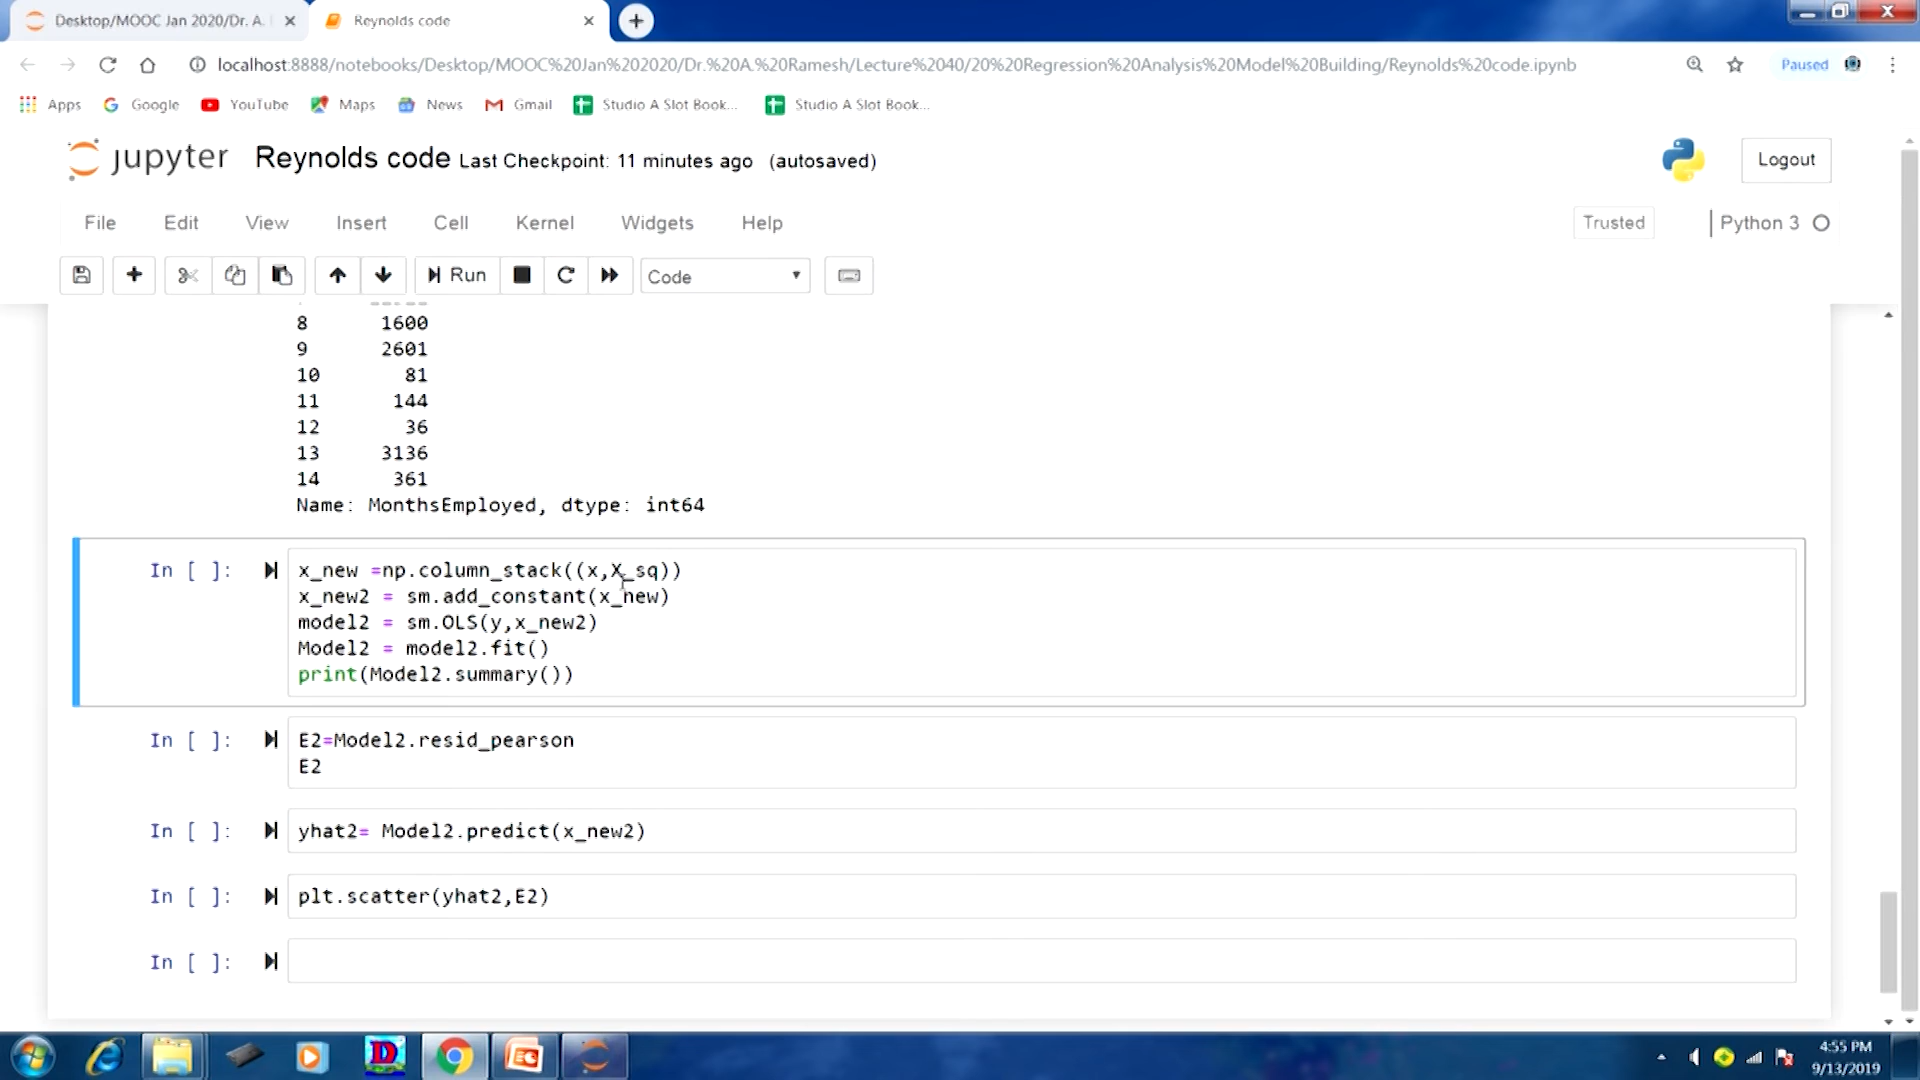 Desktop/MOOC Jan 2020/Dr. A.
Reynolds code
localhost:8888/notebooks/Desktop/MOOC%20Jan%202020/Dr.%20A.%20Ramesh/Lecture%2040/20%20Regression%20Analysis%20Model%20Building/Reynolds%20code.ipynb
Paused
Apps Google YouTube Maps News Gmail Studio A Slot Book... Studio A Slot Book...
jupyter Reynolds code Last Checkpoint: 11 minutes ago (autosaved)
Logout
File Edit View Insert Cell Kernel Widgets Help
Trusted
Python 3
Run
Code
8 1600
9 2601
10 81
11 144
12 36
13 3136
14 361
Name: MonthsEmployed, dtype: int64
In [ ]: x_new =np.column_stack((x,X_sq))
x_new2 = sm.add_constant(x_new)
model2 = sm.OLS(y,x_new2)
Model2 = model2.fit()
print(Model2.summary())
In [ ]: E2=Model2.resid_pearson
E2
In [ ]: yhat2= Model2.predict(x_new2)
In [ ]: plt.scatter(yhat2,E2)
In [ ]:
4:55 PM
9/13/2019